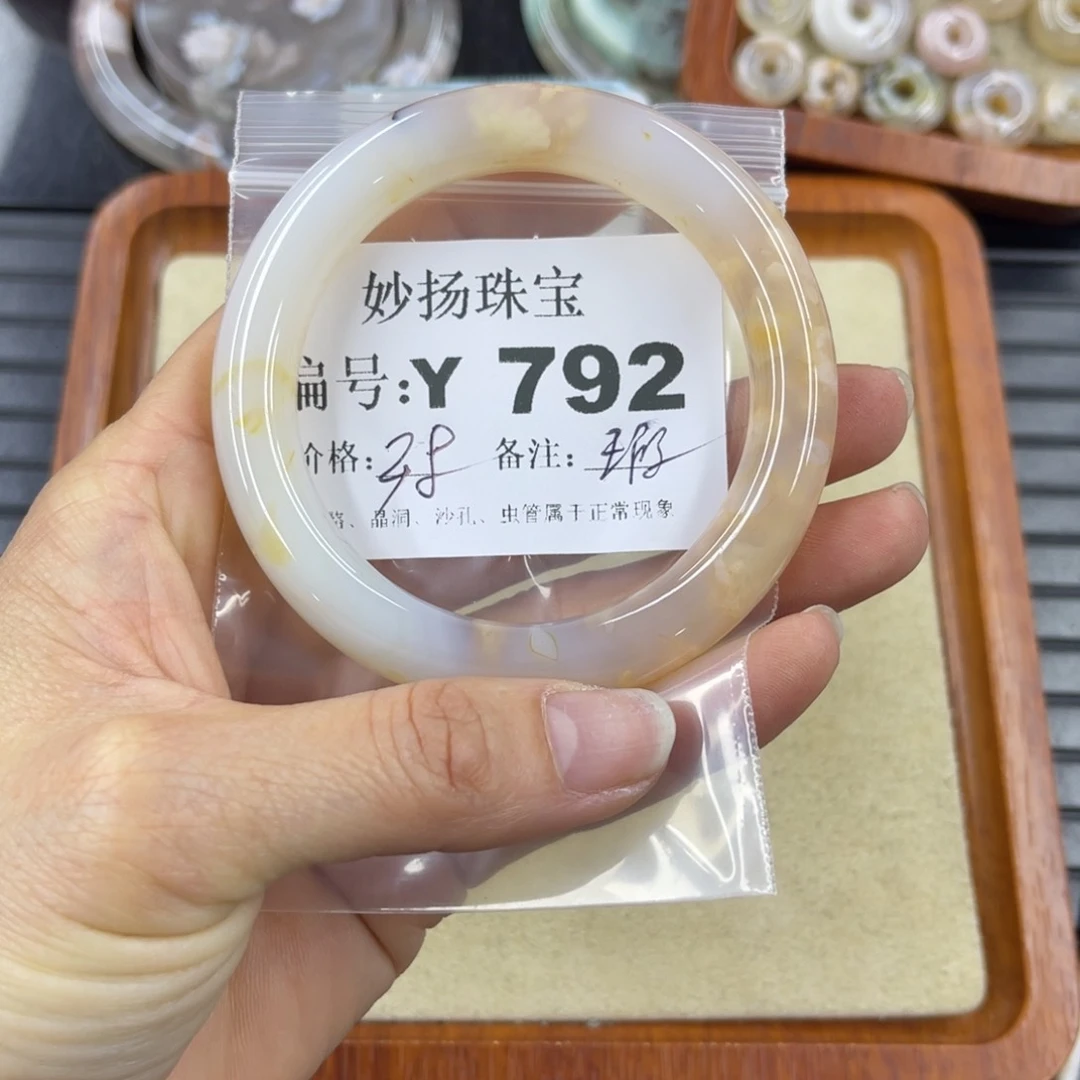 妙扬珠宝
编号:Y 792
价格: 备注:
、晶洞、沙孔、虫管属于正常现象